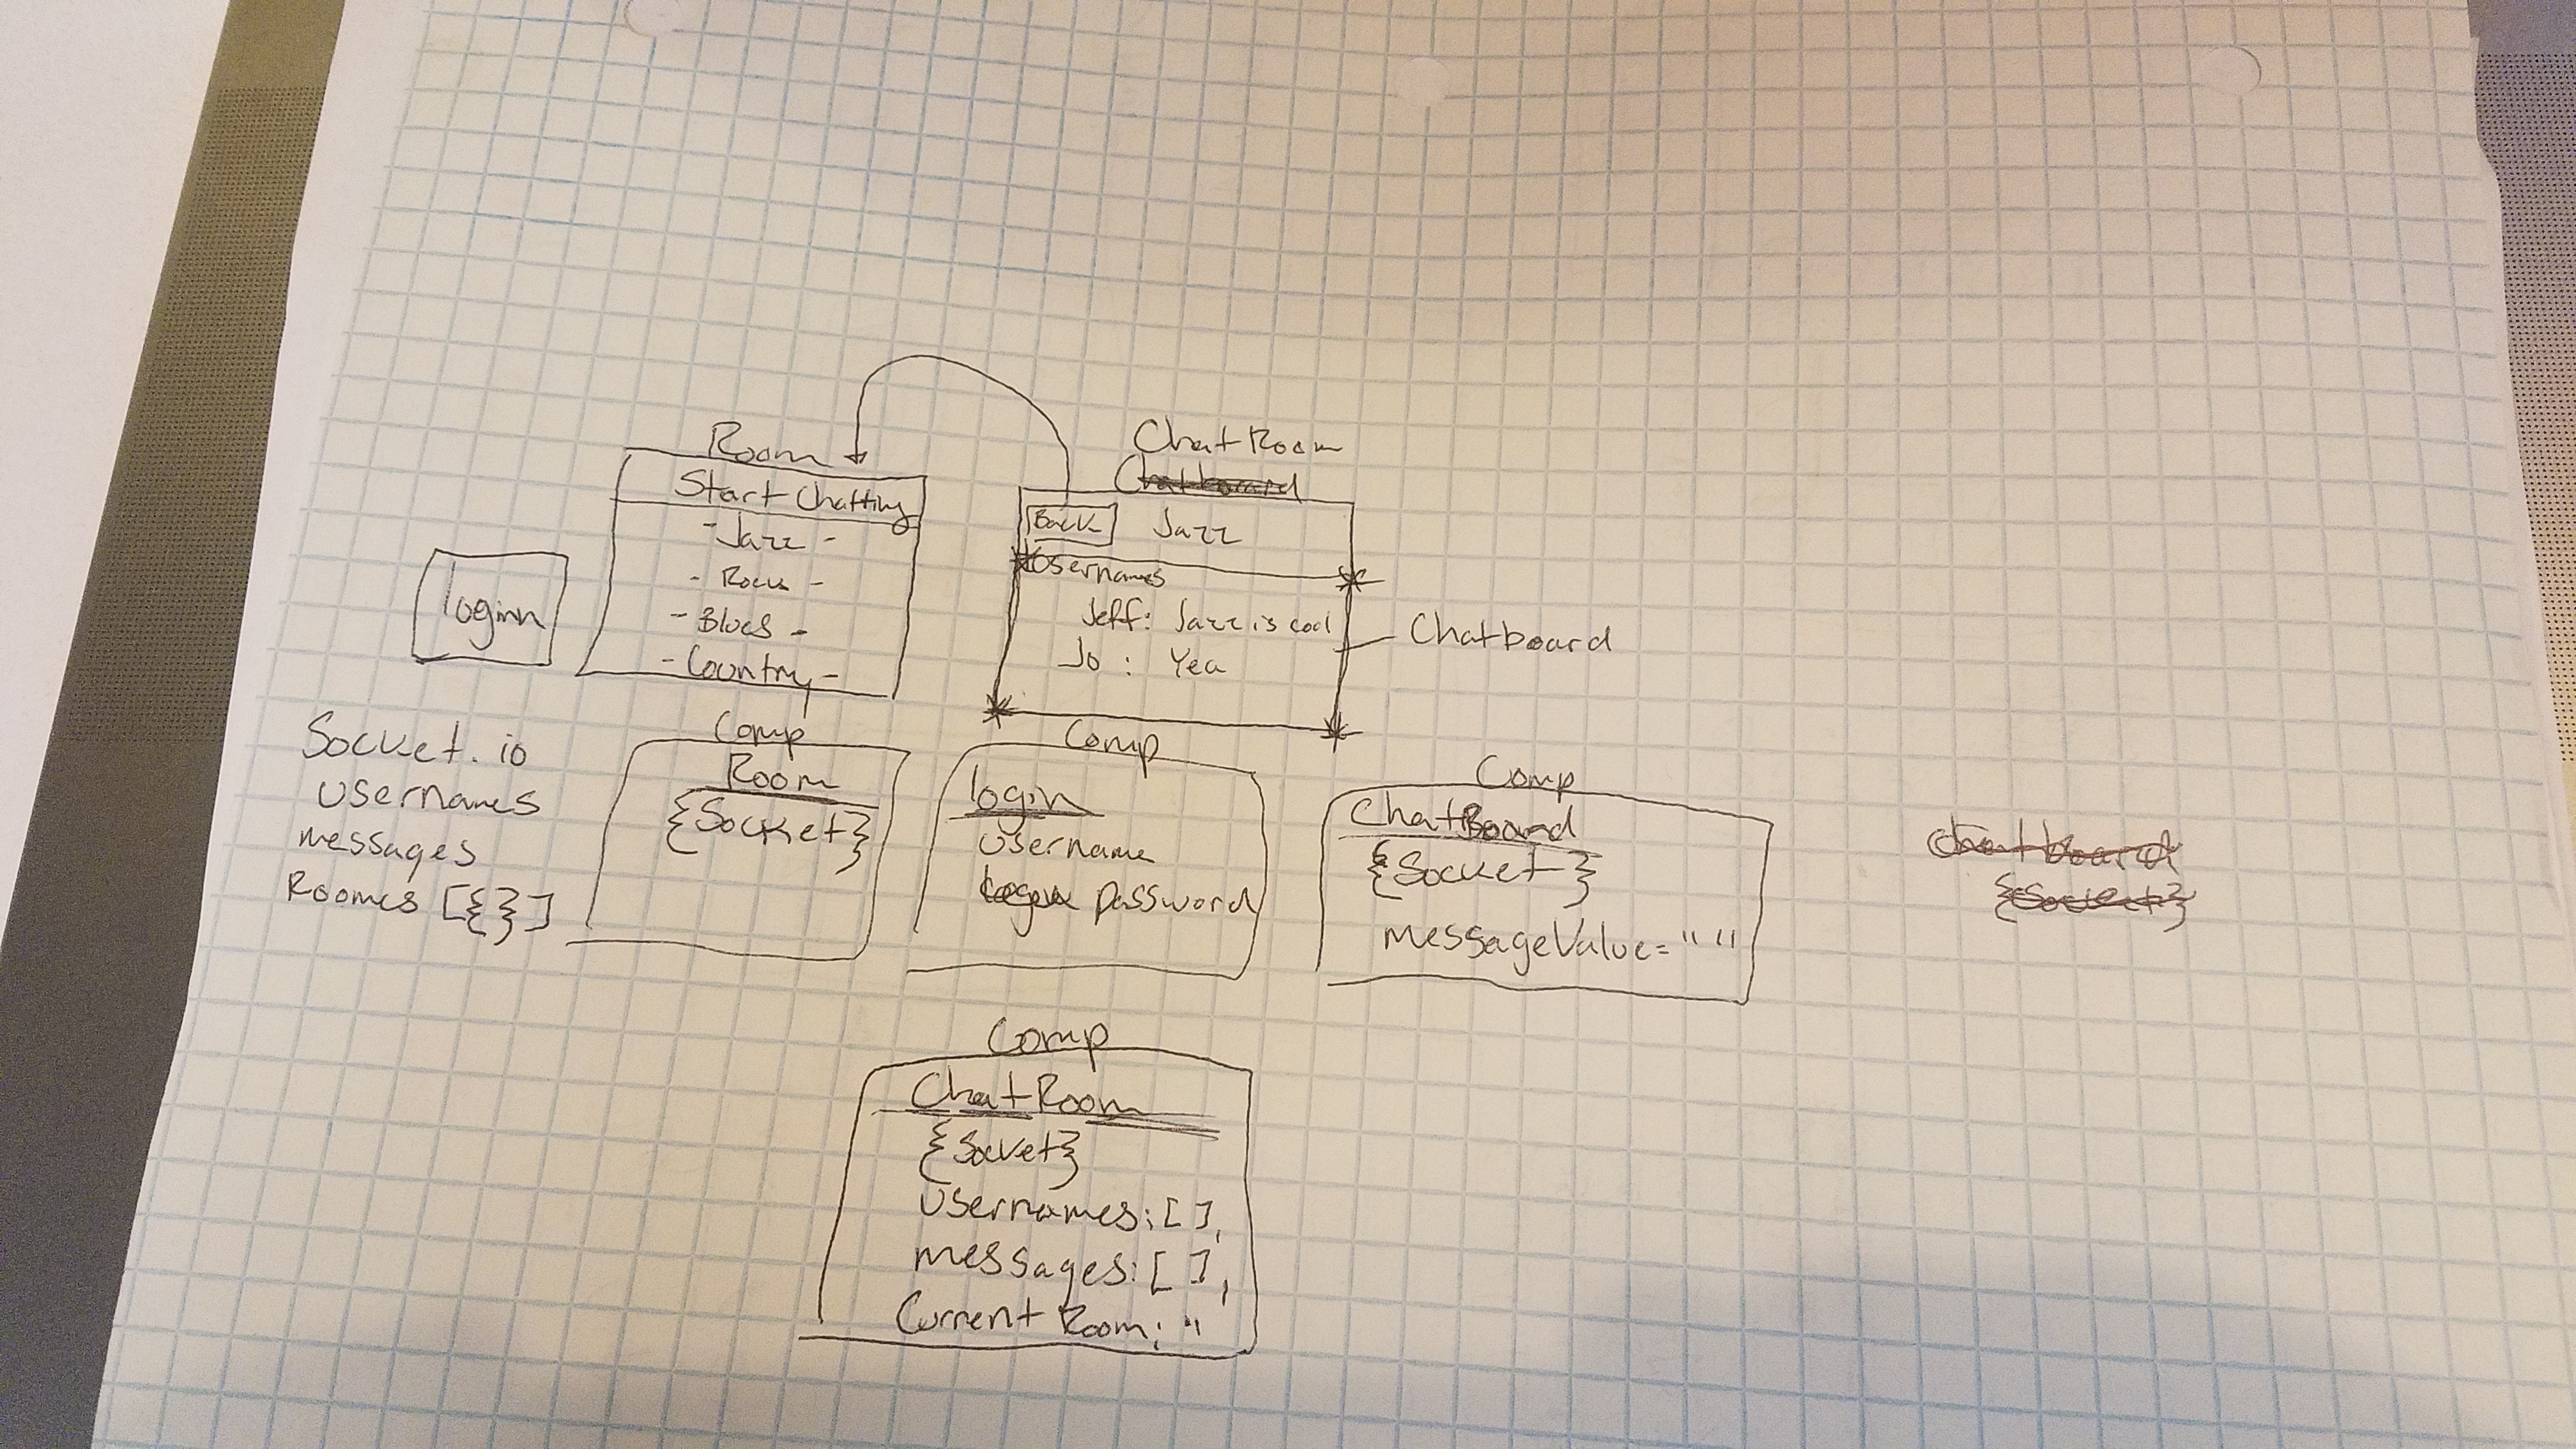 Room
Start Chatting
- Jazz -
- Rock -
- Blues -
- Country -
login
ChatRoom
Chatboard
Back Jazz
Usernames
Jeff: Jazz is cool
Jo : Yea
Chatboard
Socket.io
usernames
messages
Roomes [{}]
Comp
Room
{Socket}
Comp
login
username
login password
Comp
ChatBoard
{Socket}
messageValue=" "
chatboard
{Socket}
Comp
ChatRoom
{Socket}
Usernames: [ ],
messages: [ ],
Current Room: "